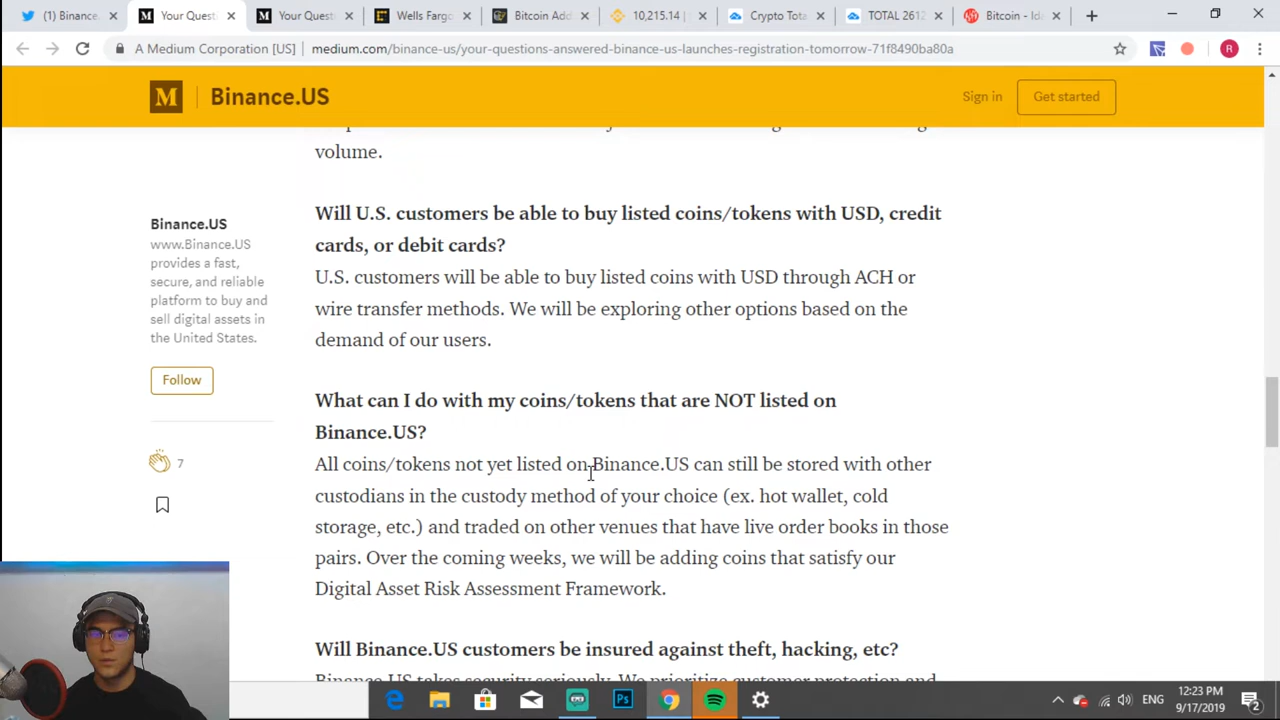 (1) Binance.
Your Quest
Your Quest
Wells Fargo
Bitcoin Add
10,215.14 |
Crypto Tota
TOTAL 2612
Bitcoin - Ida
A Medium Corporation [US] | medium.com/binance-us/your-questions-answered-binance-us-launches-registration-tomorrow-71f8490ba80a
R
M
Binance.US
Sign in
Get started
volume.
Binance.US
www.Binance.US
provides a fast,
secure, and reliable
platform to buy and
sell digital assets in
the United States.
Follow
7
Will U.S. customers be able to buy listed coins/tokens with USD, credit
cards, or debit cards?
U.S. customers will be able to buy listed coins with USD through ACH or
wire transfer methods. We will be exploring other options based on the
demand of our users.
What can I do with my coins/tokens that are NOT listed on
Binance.US?
All coins/tokens not yet listed on Binance.US can still be stored with other
custodians in the custody method of your choice (ex. hot wallet, cold
storage, etc.) and traded on other venues that have live order books in those
pairs. Over the coming weeks, we will be adding coins that satisfy our
Digital Asset Risk Assessment Framework.
Will Binance.US customers be insured against theft, hacking, etc?
Binance.US takes security seriously. We prioritize customer protection and
Ps
ENG
12:23 PM
9/17/2019
2